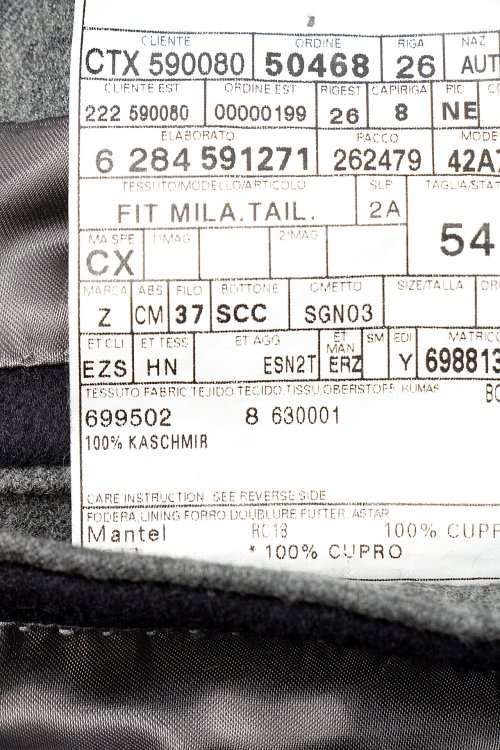 CLIENTE ORDINE RIGA NAZ
CTX 590080 50468 26 AUT
CLIENTE EST ORDINE EST RIGEST CAPIRIGA PIC
222 590080 00000199 26 8 NE
ELABORATO PACCO MODE
6 284 591271 262479 42A
TESSUTO/MODELLO/ARTICOLO SLP TAGLIA/STA
FIT MILA.TAIL. 2A 54
MA SPE 1°MAG 2°MAG
CX
MARCA ABS FILO BOTTONE OMETTO SIZE/TALLA
Z CM 37 SCC SGN03
ET CLI ET TESS ET AGG ET MAN SM EDI MATRIC
EZS HN ESN2T ERZ Y 698813
TESSUTO FABRIC TEJIDO TECIDO TISSU OBERSTOFF KUMAS
699502 8 630001
100% KASCHMIR
CARE INSTRUCTION SEE REVERSE SIDE
FODERA LINING FORRO DOUBLURE FUTTER ASTAR
Mantel RC18 100% CUPR
* 100% CUPRO